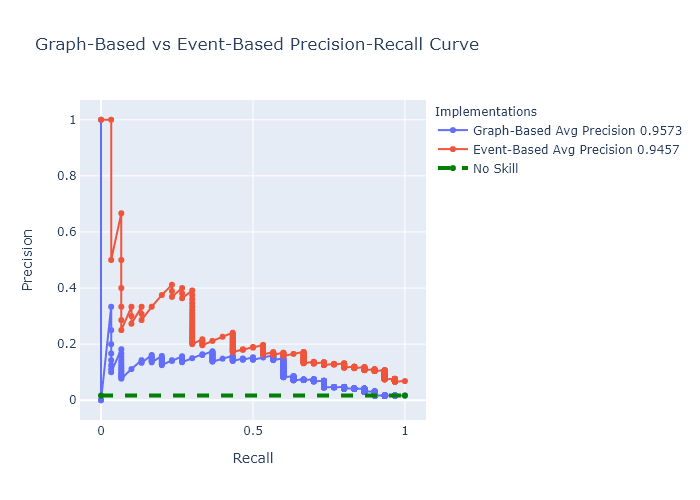 Graph-Based vs Event-Based Precision-Recall Curve
Implementations
Graph-Based Avg Precision 0.9573
Event-Based Avg Precision 0.9457
No Skill
Precision
1
0.8
0.6
0.4
0.2
0
0
0.5
1
Recall